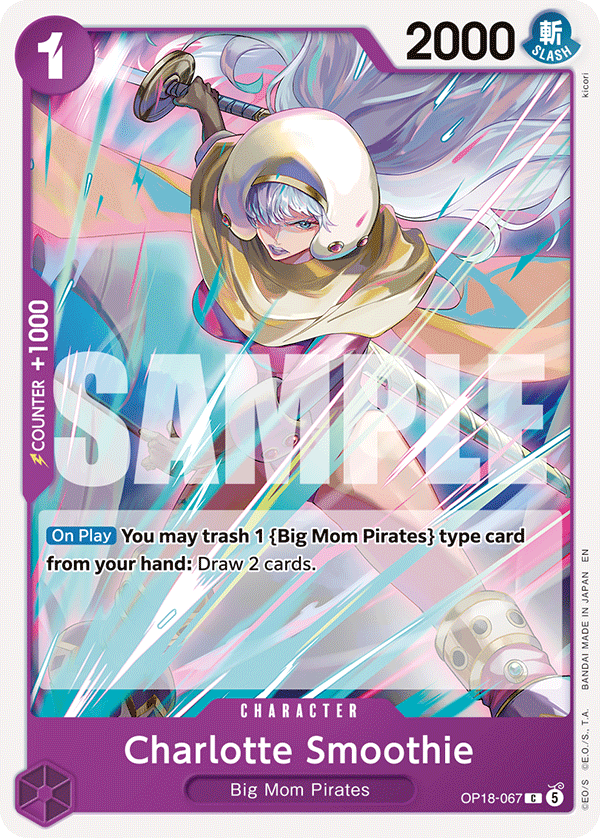 1
2000
斬
SLASH
kicori
COUNTER +1000
SAMPLE
On Play You may trash 1 {Big Mom Pirates} type card
from your hand: Draw 2 cards.
CHARACTER
Charlotte Smoothie
Big Mom Pirates
OP18-067 C 5
©EO/S ©E.O./S., T.A. BANDAI MADE IN JAPAN EN